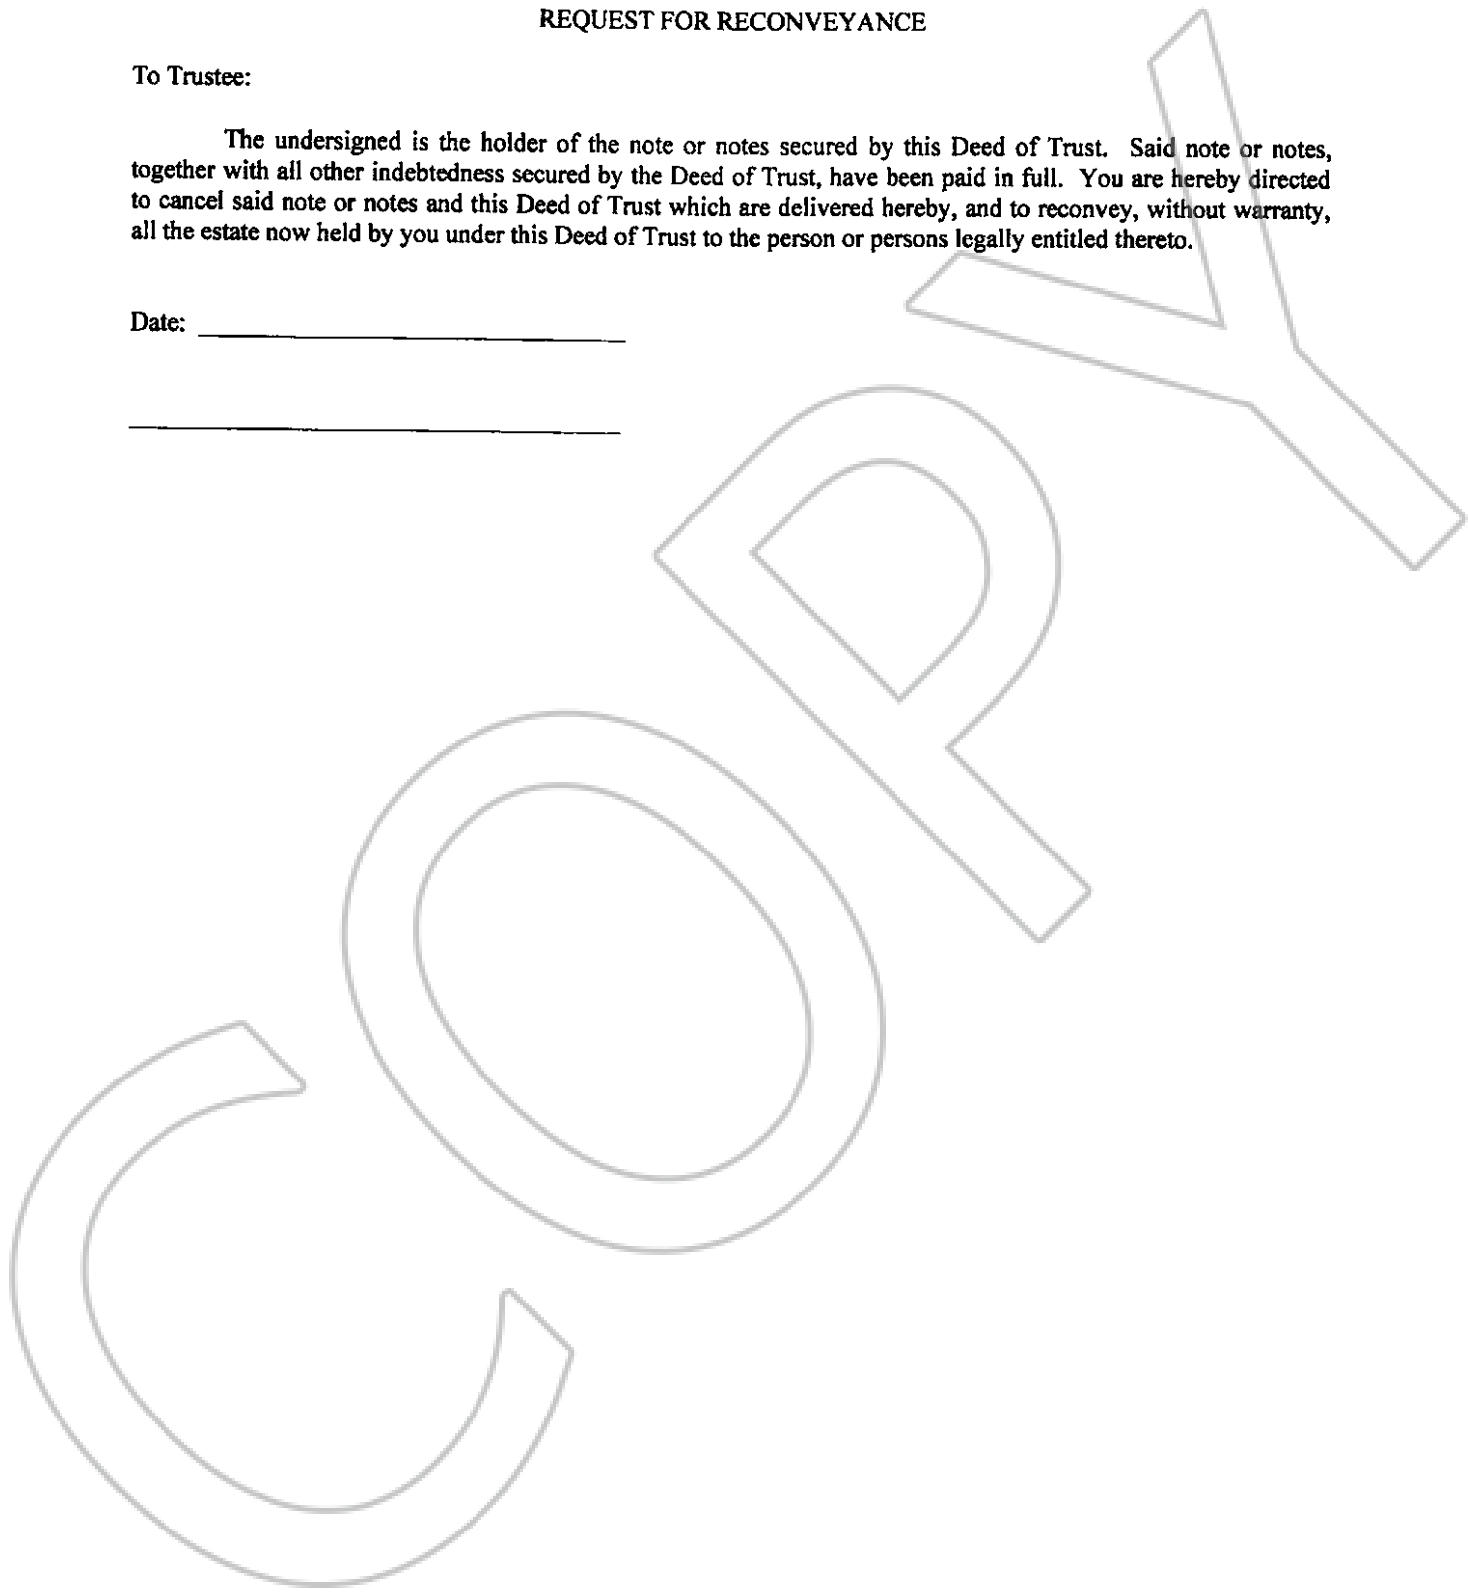 REQUEST FOR RECONVEYANCE
To Trustee:
The undersigned is the holder of the note or notes secured by this Deed of Trust. Said note or notes,
together with all other indebtedness secured by the Deed of Trust, have been paid in full. You are hereby directed
to cancel said note or notes and this Deed of Trust which are delivered hereby, and to reconvey, without warranty,
all the estate now held by you under this Deed of Trust to the person or persons legally entitled thereto.
Date:
COPY